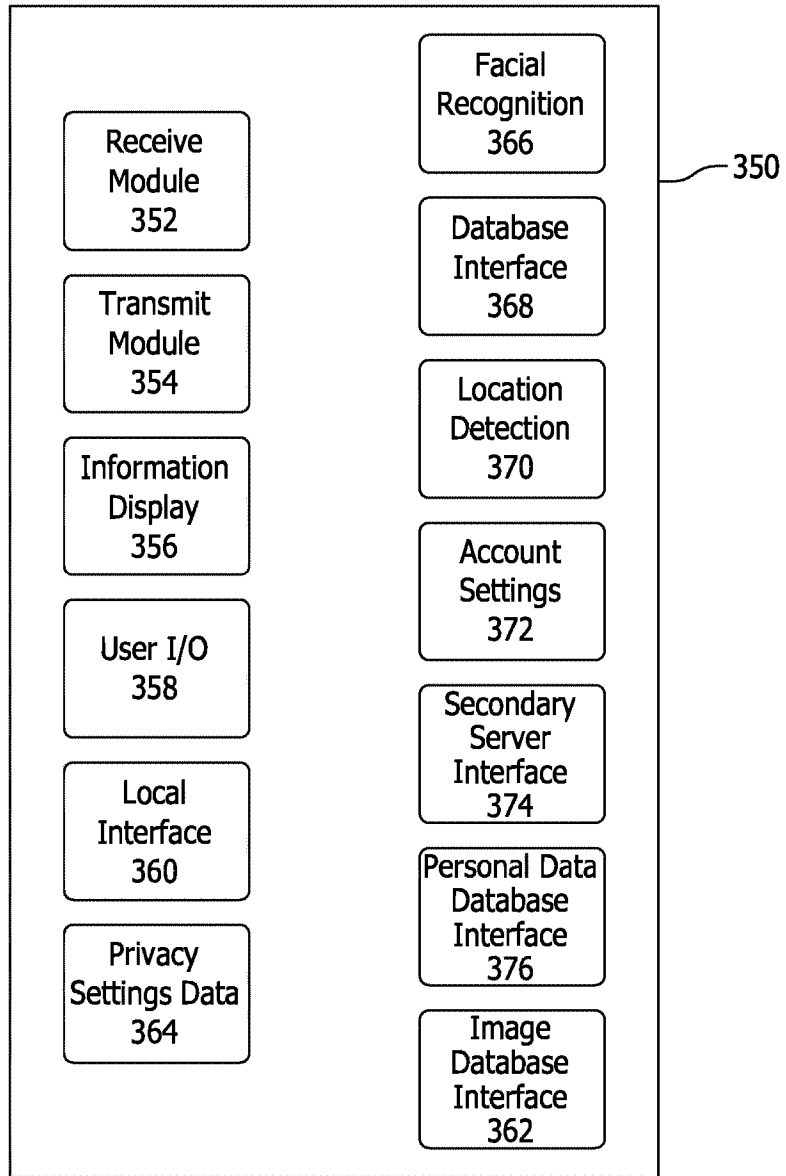 Receive
Module
352
Transmit
Module
354
Information
Display
356
User I/O
358
Local
Interface
360
Privacy
Settings Data
364
Facial
Recognition
366
Database
Interface
368
Location
Detection
370
Account
Settings
372
Secondary
Server
Interface
374
Personal Data
Database
Interface
376
Image
Database
Interface
362
350